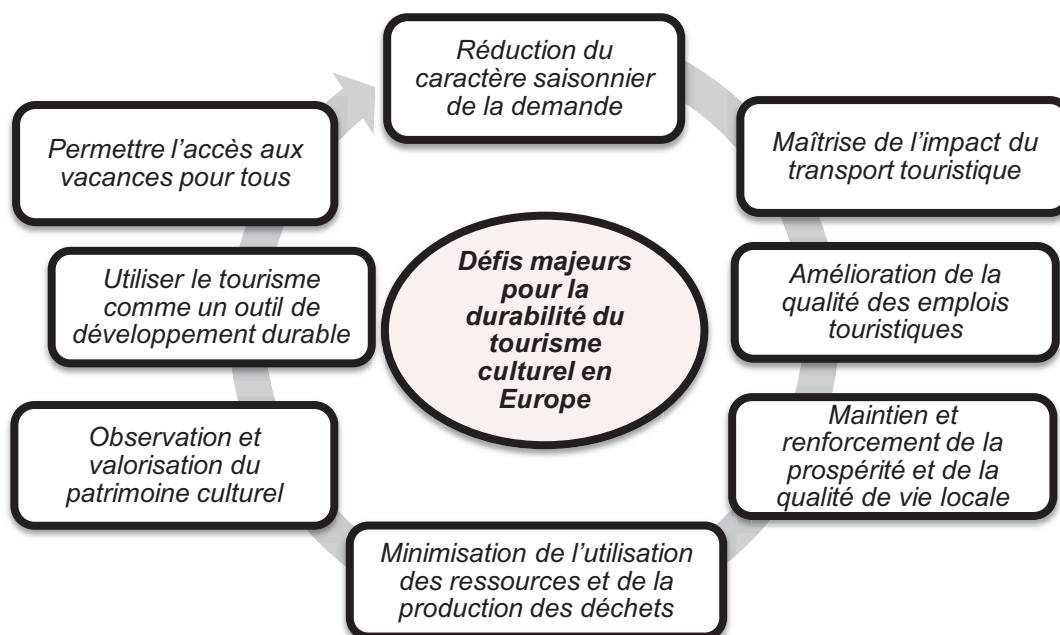 Réduction du
caractère saisonnier
de la demande
Maîtrise de l’impact du
transport touristique
Amélioration de la
qualité des emplois
touristiques
Maintien et
renforcement de la
prospérité et de la
qualité de vie locale
Minimisation de l’utilisation
des ressources et de la
production des déchets
Observation et
valorisation du
patrimoine culturel
Utiliser le tourisme
comme un outil de
développement durable
Permettre l’accès aux
vacances pour tous
Défis majeurs
pour la
durabilité du
tourisme
culturel en
Europe